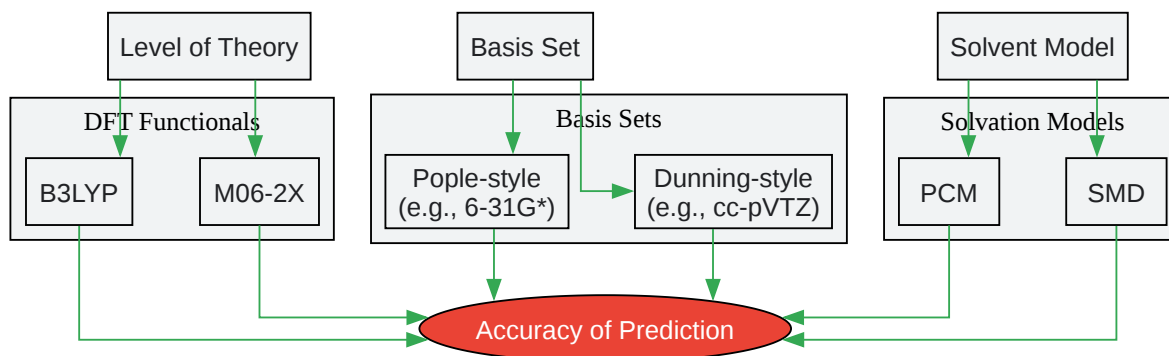 Level of Theory
Basis Set
Solvent Model
DFT Functionals
Basis Sets
Solvation Models
B3LYP
M06-2X
Pople-style
(e.g., 6-31G*)
Dunning-style
(e.g., cc-pVTZ)
PCM
SMD
Accuracy of Prediction